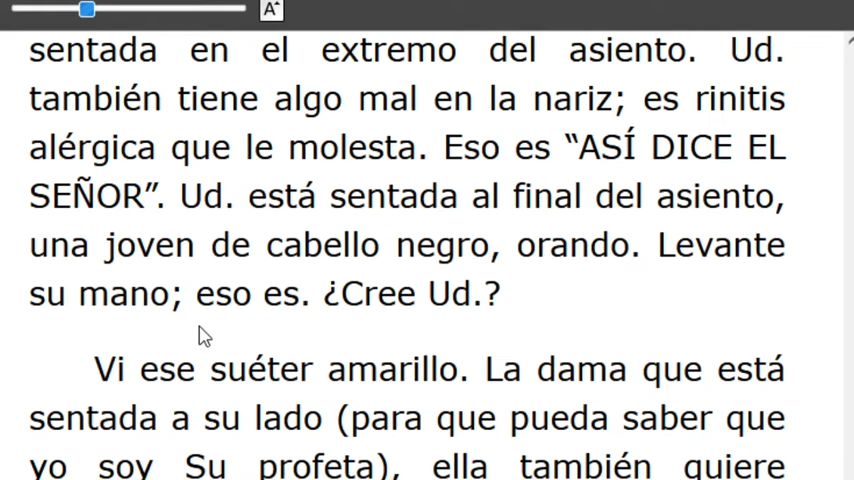 A
sentada en el extremo del asiento. Ud.
también tiene algo mal en la nariz; es rinitis
alérgica que le molesta. Eso es “ASÍ DICE EL
SEÑOR”. Ud. está sentada al final del asiento,
una joven de cabello negro, orando. Levante
su mano; eso es. ¿Cree Ud.?
Vi ese suéter amarillo. La dama que está
sentada a su lado (para que pueda saber que
yo soy Su profeta), ella también quiere